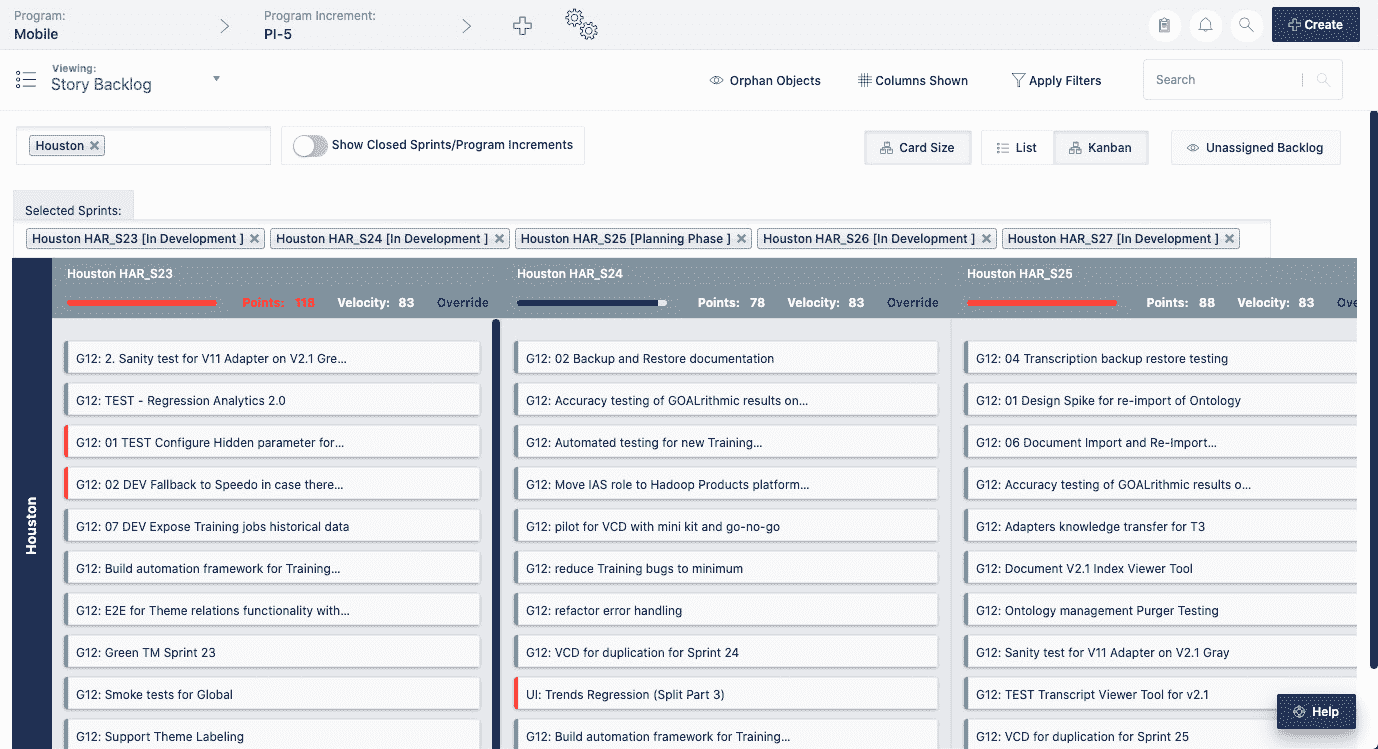 Program:
Mobile
Program Increment:
PI-5
Create
Viewing:
Story Backlog
Orphan Objects
Columns Shown
Apply Filters
Search
Houston
Show Closed Sprints/Program Increments
Card Size
List
Kanban
Unassigned Backlog
Selected Sprints:
Houston HAR_S23 [In Development ]
Houston HAR_S24 [In Development ]
Houston HAR_S25 [Planning Phase ]
Houston HAR_S26 [In Development ]
Houston HAR_S27 [In Development ]
Houston
Houston HAR_S23
Points: 118 Velocity: 83 Override
G12: 2. Sanity test for V11 Adapter on V2.1 Gre...
G12: TEST - Regression Analytics 2.0
G12: 01 TEST Configure Hidden parameter for...
G12: 02 DEV Fallback to Speedo in case there...
G12: 07 DEV Expose Training jobs historical data
G12: Build automation framework for Training...
G12: E2E for Theme relations functionality with...
G12: Green TM Sprint 23
G12: Smoke tests for Global
G12: Support Theme Labeling
Houston HAR_S24
Points: 78 Velocity: 83 Override
G12: 02 Backup and Restore documentation
G12: Accuracy testing of GOALrithmic results on...
G12: Automated testing for new Training...
G12: Move IAS role to Hadoop Products platform...
G12: pilot for VCD with mini kit and go-no-go
G12: reduce Training bugs to minimum
G12: refactor error handling
G12: VCD for duplication for Sprint 24
UI: Trends Regression (Split Part 3)
G12: Build automation framework for Training...
Houston HAR_S25
Points: 88 Velocity: 83 Ove
G12: 04 Transcription backup restore testing
G12: 01 Design Spike for re-import of Ontology
G12: 06 Document Import and Re-Import...
G12: Accuracy testing of GOALrithmic results o...
G12: Adapters knowledge transfer for T3
G12: Document V2.1 Index Viewer Tool
G12: Ontology management Purger Testing
G12: Sanity test for V11 Adapter on V2.1 Gray
G12: TEST Transcript Viewer Tool for v2.1
G12: VCD for duplication for Sprint 25
Help